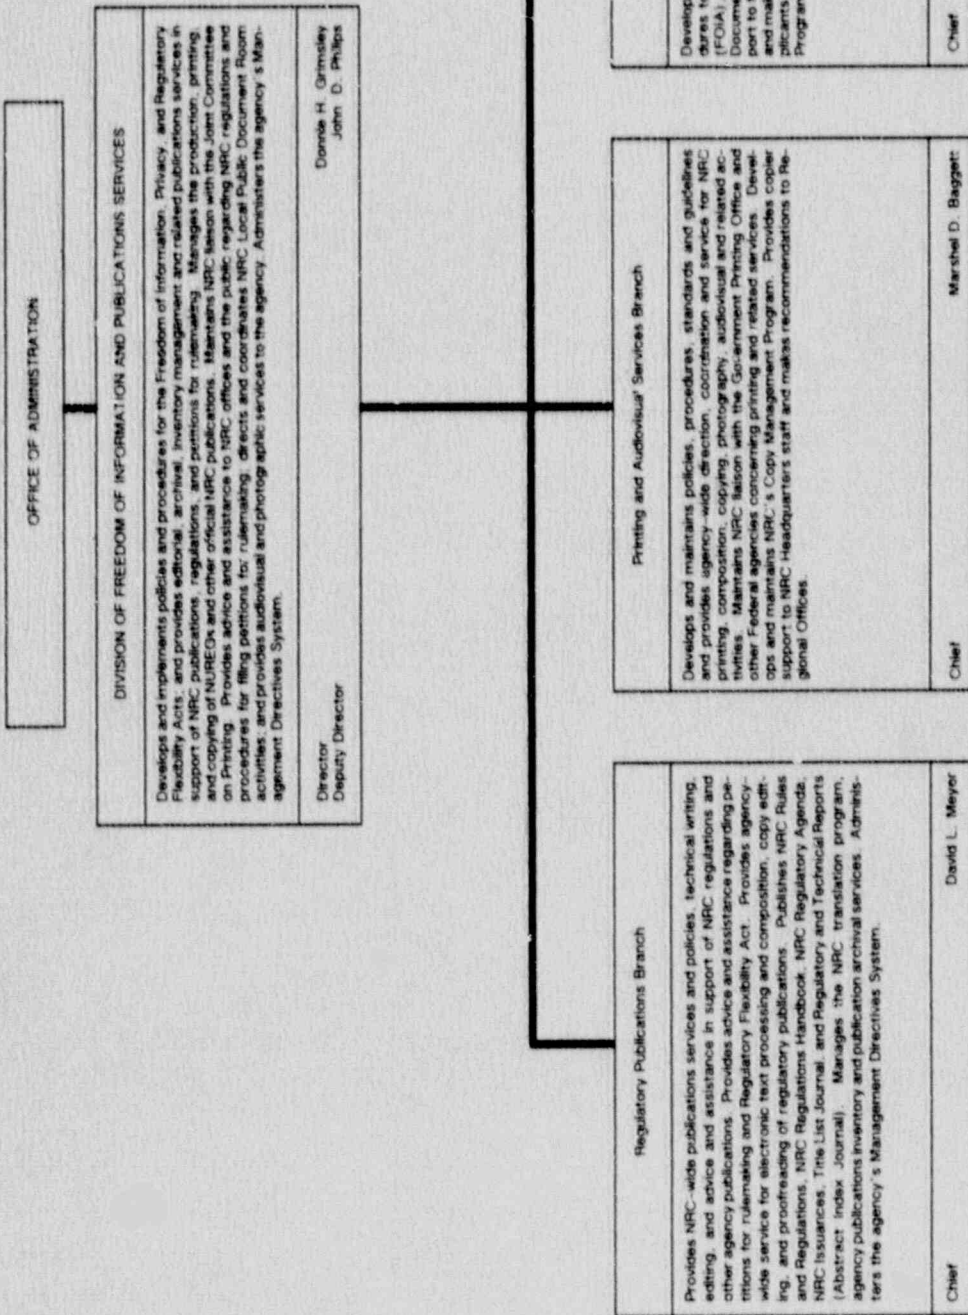 OFFICE OF ADMINISTRATION
DIVISION OF FREEDOM OF INFORMATION AND PUBLICATIONS SERVICES
Develops and implements policies and procedures for the Freedom of Information, Privacy, and Regulatory
Flexibility Acts; and provides editorial, archival, inventory management and related publications services in
support of NRC publications, regulations, and petitions for rulemaking. Manages the production, printing,
and copying of NUREGs and other official NRC publications. Maintains NRC liaison with the Joint Committee
on Printing. Provides advice and assistance to NRC offices and the public regarding NRC regulations and
procedures for filing petitions for rulemaking; directs and coordinates NRC Local Public Document Room
activities; and provides audiovisual and photographic services to the agency. Administers the agency's Man-
agement Directives System.
Director Donnie H. Grimsley
Deputy Director John D. Philips
Regulatory Publications Branch
Provides NRC-wide publications services and policies, technical writing,
editing, and advice and assistance in support of NRC regulations and
other agency publications. Provides advice and assistance regarding pe-
titions for rulemaking and Regulatory Flexibility Act. Provides agency-
wide service for electronic text processing and composition, copy edit-
ing, and proofreading of regulatory publications. Publishes NRC Rules
and Regulations, NRC Regulations Handbook, NRC Regulatory Agenda,
NRC Issuances, Title List Journal, and Regulatory and Technical Reports
(Abstract Index Journal). Manages the NRC translation program,
agency publications inventory and publication archival services. Adminis-
ters the agency's Management Directives System.
Chief David L. Meyer
Printing and Audiovisual Services Branch
Develops and maintains policies, procedures, standards and guidelines
and provides agency wide direction, coordination and service for NRC
printing, composition, copying, photography, audiovisual and related ac-
tivities. Maintains NRC liaison with the Government Printing Office and
other Federal agencies concerning printing and related services. Devel-
ops and maintains NRC's Copy Management Program. Provides copier
support to NRC Headquarters staff and makes recommendations to Re-
gional Offices.
Chief Marshel D. Baggett
Develop
dures to
(FOIA),
Docume
port to t
and mai
plicants
Program
Chief